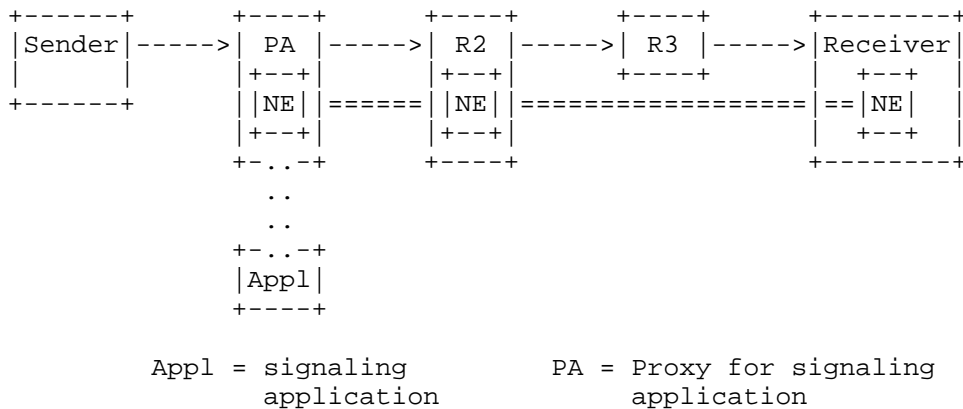 +------+      +----+      +----+      +----+      +--------+
|Sender|----->| PA |----->| R2 |----->| R3 |----->|Receiver|
|      |      |+--+|      |+--+|      +----+      |  +--+  |
+------+      ||NE||======||NE||==================|==|NE|  |
              |+--+|      |+--+|                  |  +--+  |
              +-..-+      +----+                  +--------+
                ..
                ..
              +-..-+
              |Appl|
              +----+
Appl = signaling       PA = Proxy for signaling
       application          application